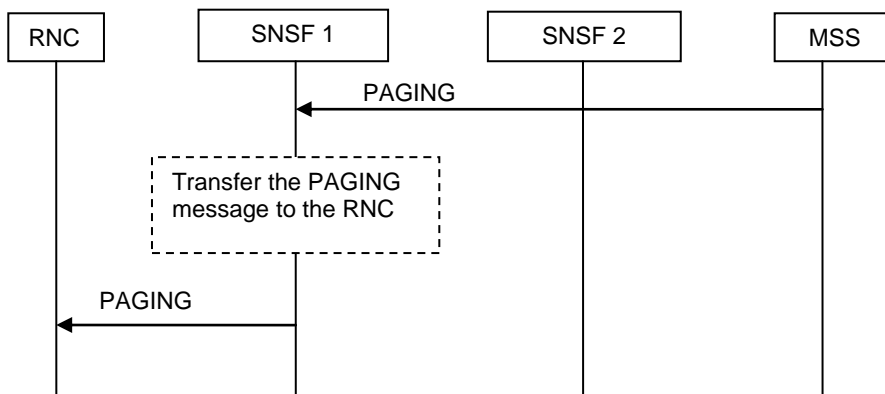 RNC
SNSF 1
SNSF 2
MSS
PAGING
Transfer the PAGING
message to the RNC
PAGING